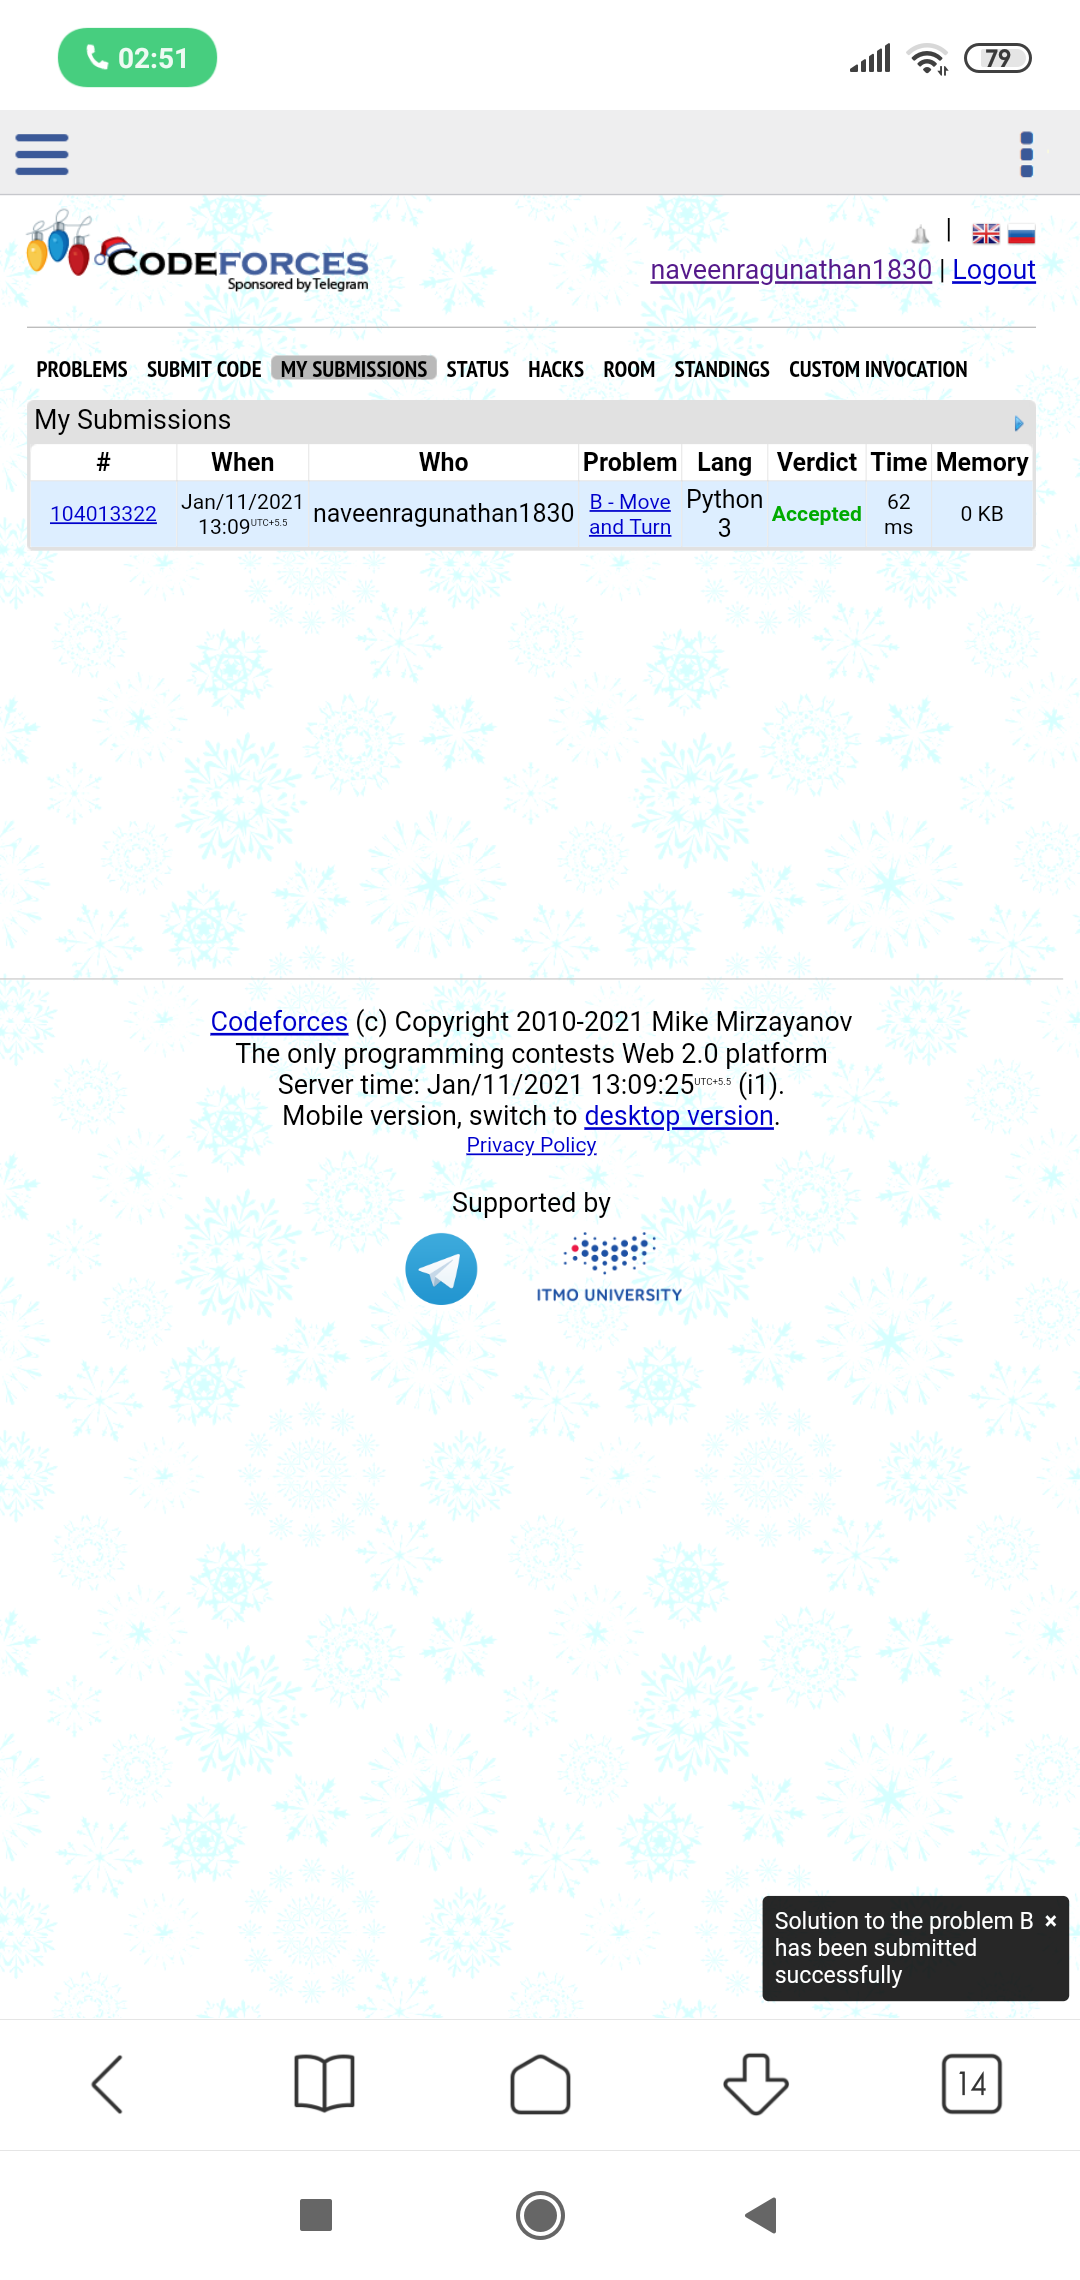 02:51
79
CODEFORCES
Sponsored by Telegram
|
naveenragunathan1830 | Logout
PROBLEMS SUBMIT CODE MY SUBMISSIONS STATUS HACKS ROOM STANDINGS CUSTOM INVOCATION
My Submissions
# When Who Problem Lang Verdict Time Memory
104013322 Jan/11/2021 13:09UTC+5.5 naveenragunathan1830 B - Move and Turn Python 3 Accepted 62 ms 0 KB
Codeforces (c) Copyright 2010-2021 Mike Mirzayanov
The only programming contests Web 2.0 platform
Server time: Jan/11/2021 13:09:25UTC+5.5 (i1).
Mobile version, switch to desktop version.
Privacy Policy
Supported by
ITMO UNIVERSITY
Solution to the problem B ×
has been submitted
successfully
14